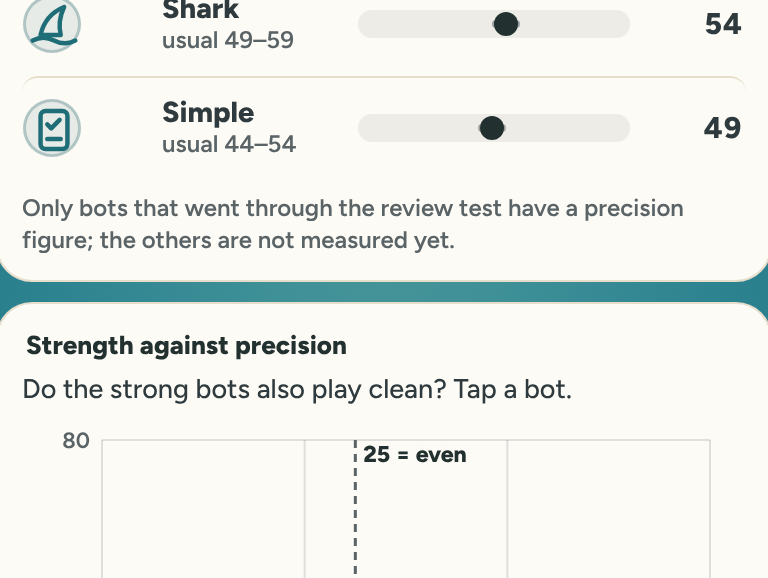 Shark
usual 49–59
54
Simple
usual 44–54
49
Only bots that went through the review test have a precision
figure; the others are not measured yet.
Strength against precision
Do the strong bots also play clean? Tap a bot.
80
25 = even